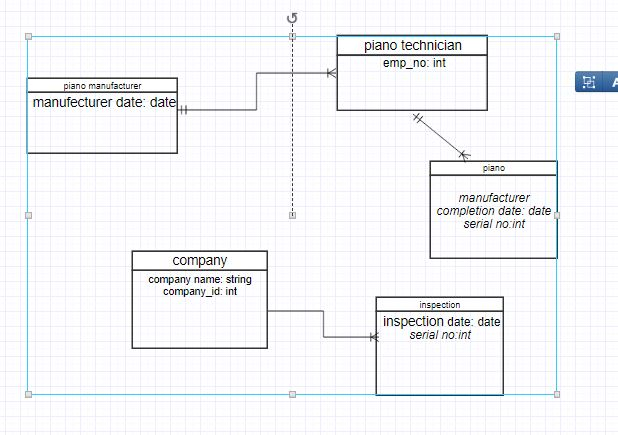 piano technician
emp_no: int
piano manufacturer
manufecturer date: date
piano
manufacturer
completion date: date
serial no:int
company
company name: string
company_id: int
inspection
inspection date: date
serial no:int
A